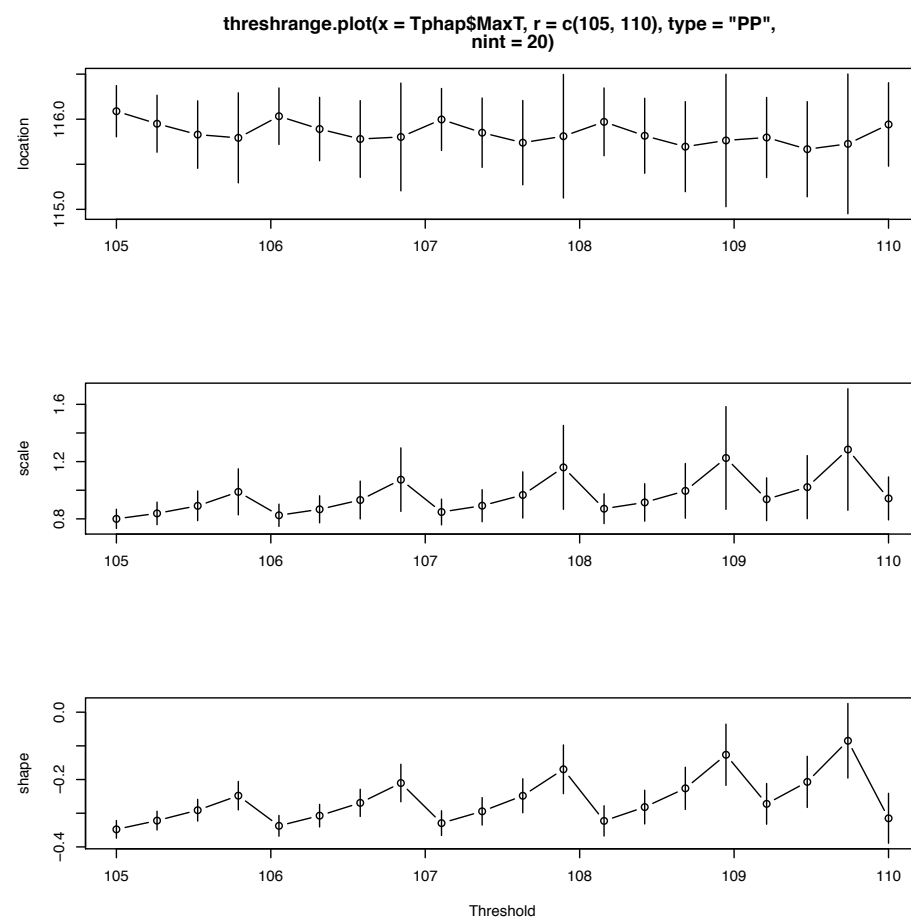 threshrange.plot(x = Tphap$MaxT, r = c(105, 110), type = "PP",
nint = 20)
location
116.0
115.0
105 106 107 108 109 110
scale
1.6
1.2
0.8
105 106 107 108 109 110
shape
0.0
−0.2
−0.4
105 106 107 108 109 110
Threshold